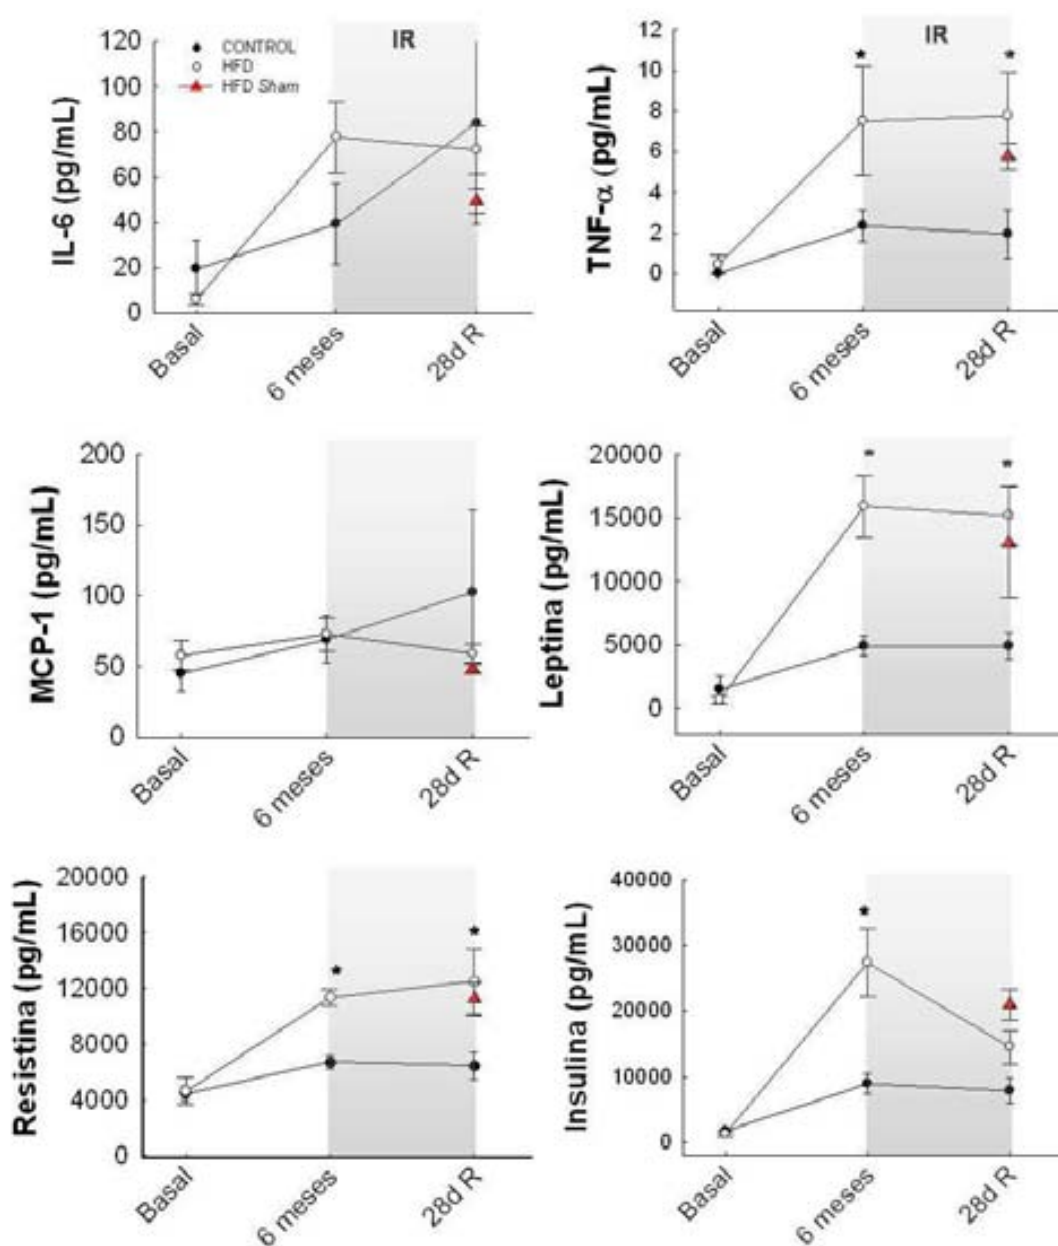 IL-6 (pg/mL)
120
100
80
60
40
20
0
CONTROL
HFD
HFD Sham
IR
Basal
6 meses
28d R
TNF-α (pg/mL)
12
10
8
6
4
2
0
*
IR
*
Basal
6 meses
28d R
MCP-1 (pg/mL)
200
150
100
50
0
Basal
6 meses
28d R
Leptina (pg/mL)
20000
15000
10000
5000
0
*
*
Basal
6 meses
28d R
Resistina (pg/mL)
20000
16000
12000
8000
4000
0
*
*
Basal
6 meses
28d R
Insulina (pg/mL)
40000
30000
20000
10000
0
*
Basal
6 meses
28d R